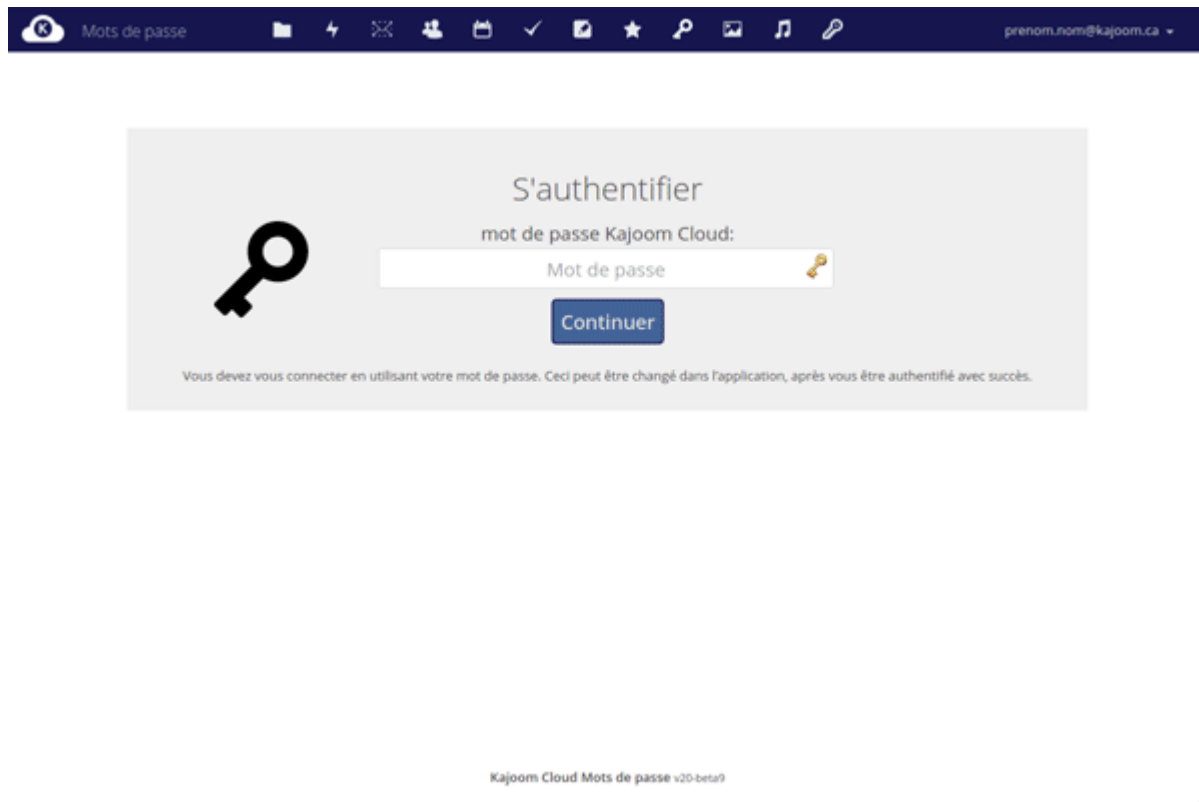 K
Mots de passe
prenom.nom@kajoom.ca
S'authentifier
mot de passe Kajoom Cloud:
Mot de passe
Continuer
Vous devez vous connecter en utilisant votre mot de passe. Ceci peut être changé dans l'application, après vous être authentifié avec succès.
Kajoom Cloud Mots de passe v20-beta9